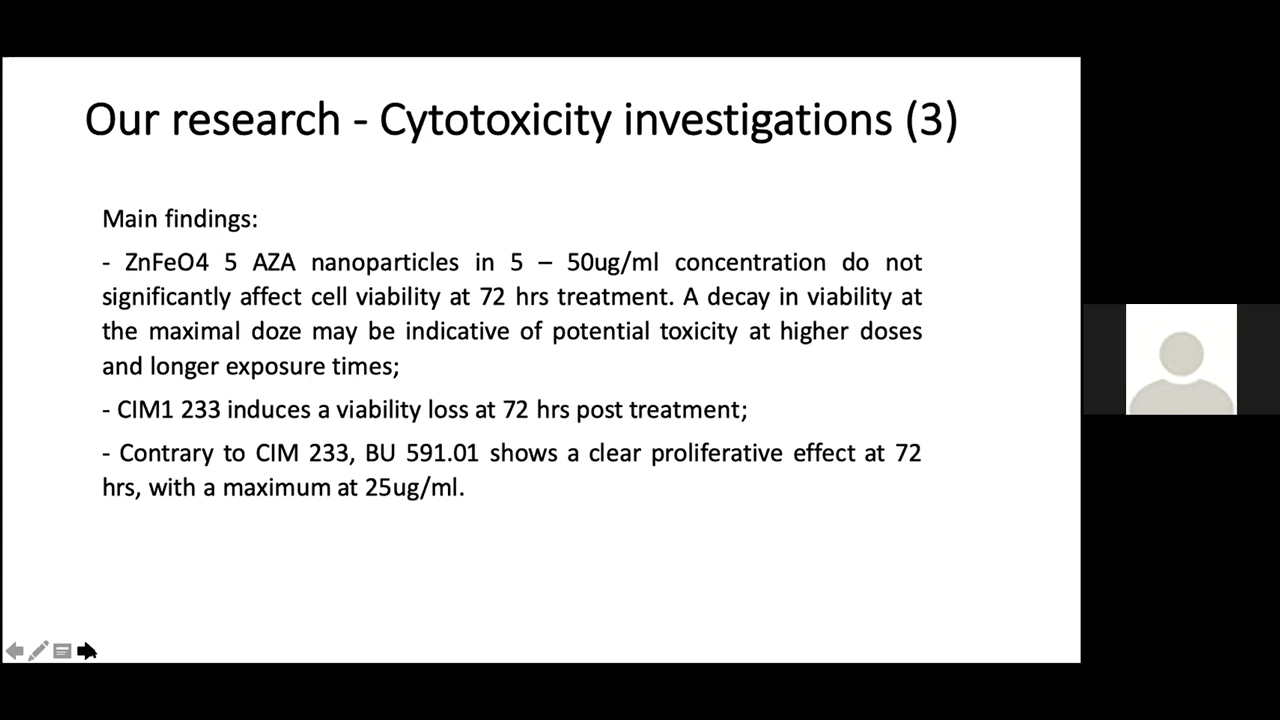 Our research - Cytotoxicity investigations (3)
Main findings:
- ZnFeO4 5 AZA nanoparticles in 5 – 50ug/ml concentration do not
significantly affect cell viability at 72 hrs treatment. A decay in viability at
the maximal doze may be indicative of potential toxicity at higher doses
and longer exposure times;
- CIM1 233 induces a viability loss at 72 hrs post treatment;
- Contrary to CIM 233, BU 591.01 shows a clear proliferative effect at 72
hrs, with a maximum at 25ug/ml.